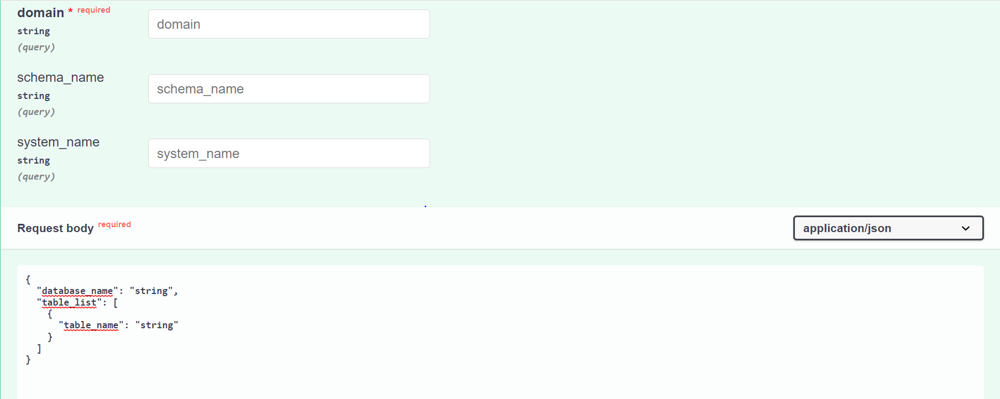 domain * required
string
(query)
domain
schema_name
string
(query)
schema_name
system_name
string
(query)
system_name
Request body required
application/json
{
  "database_name": "string",
  "table_list": [
    {
      "table_name": "string"
    }
  ]
}